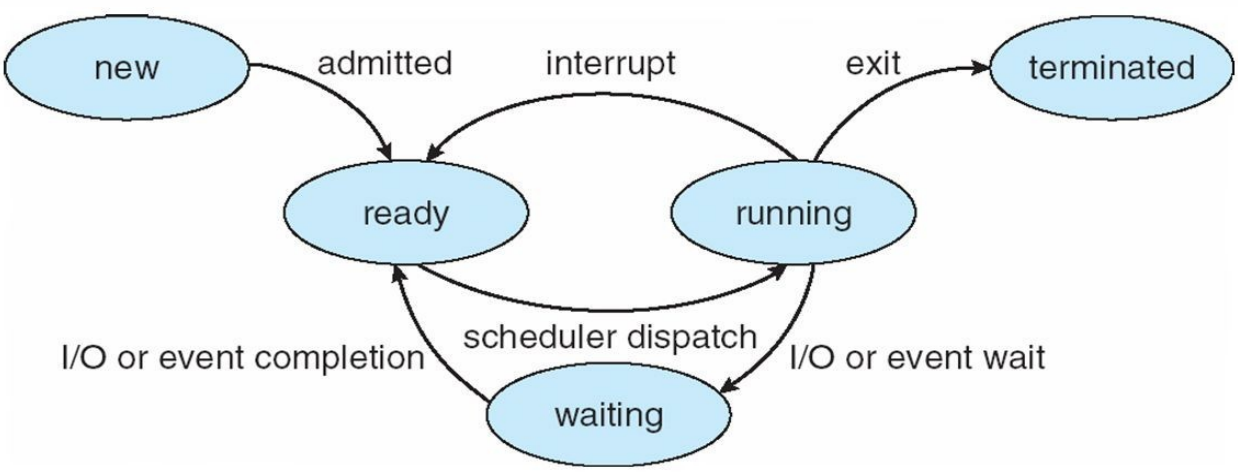 new
admitted
interrupt
exit
terminated
ready
running
scheduler dispatch
I/O or event completion
I/O or event wait
waiting